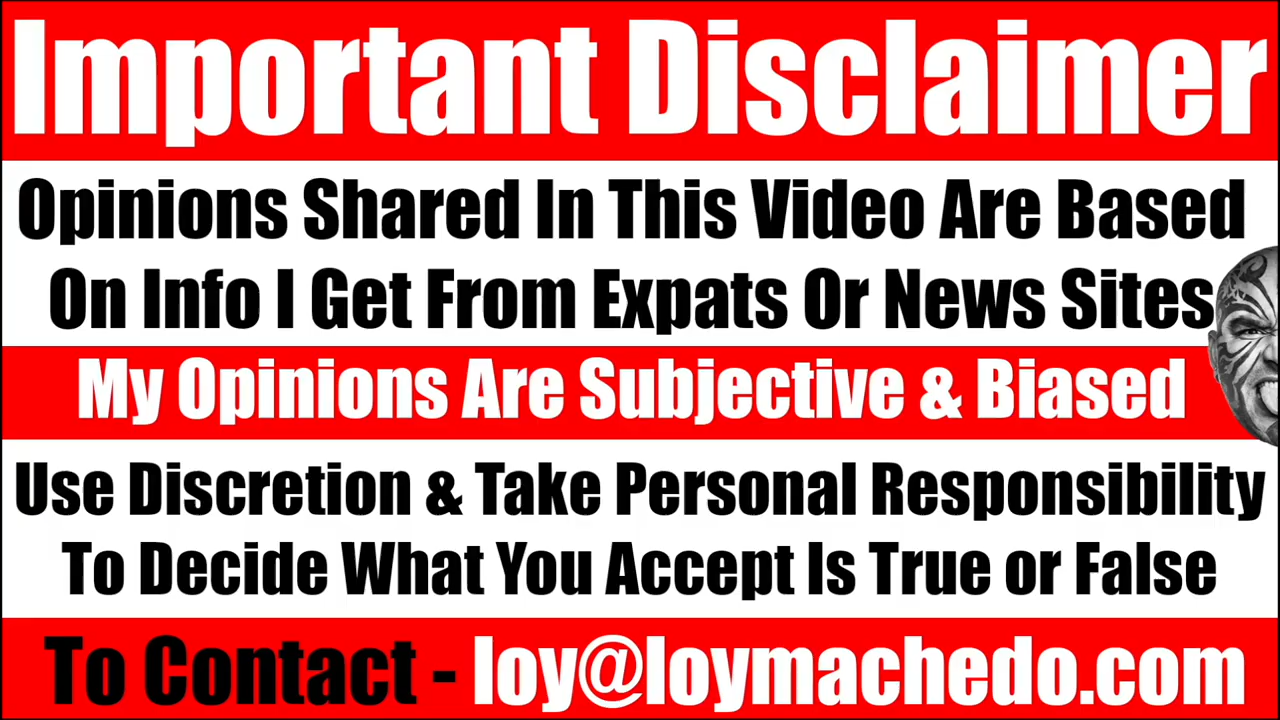 Important Disclaimer
Opinions Shared In This Video Are Based
On Info I Get From Expats Or News Sites
My Opinions Are Subjective & Biased
Use Discretion & Take Personal Responsibility
To Decide What You Accept Is True or False
To Contact - loy@loymachedo.com